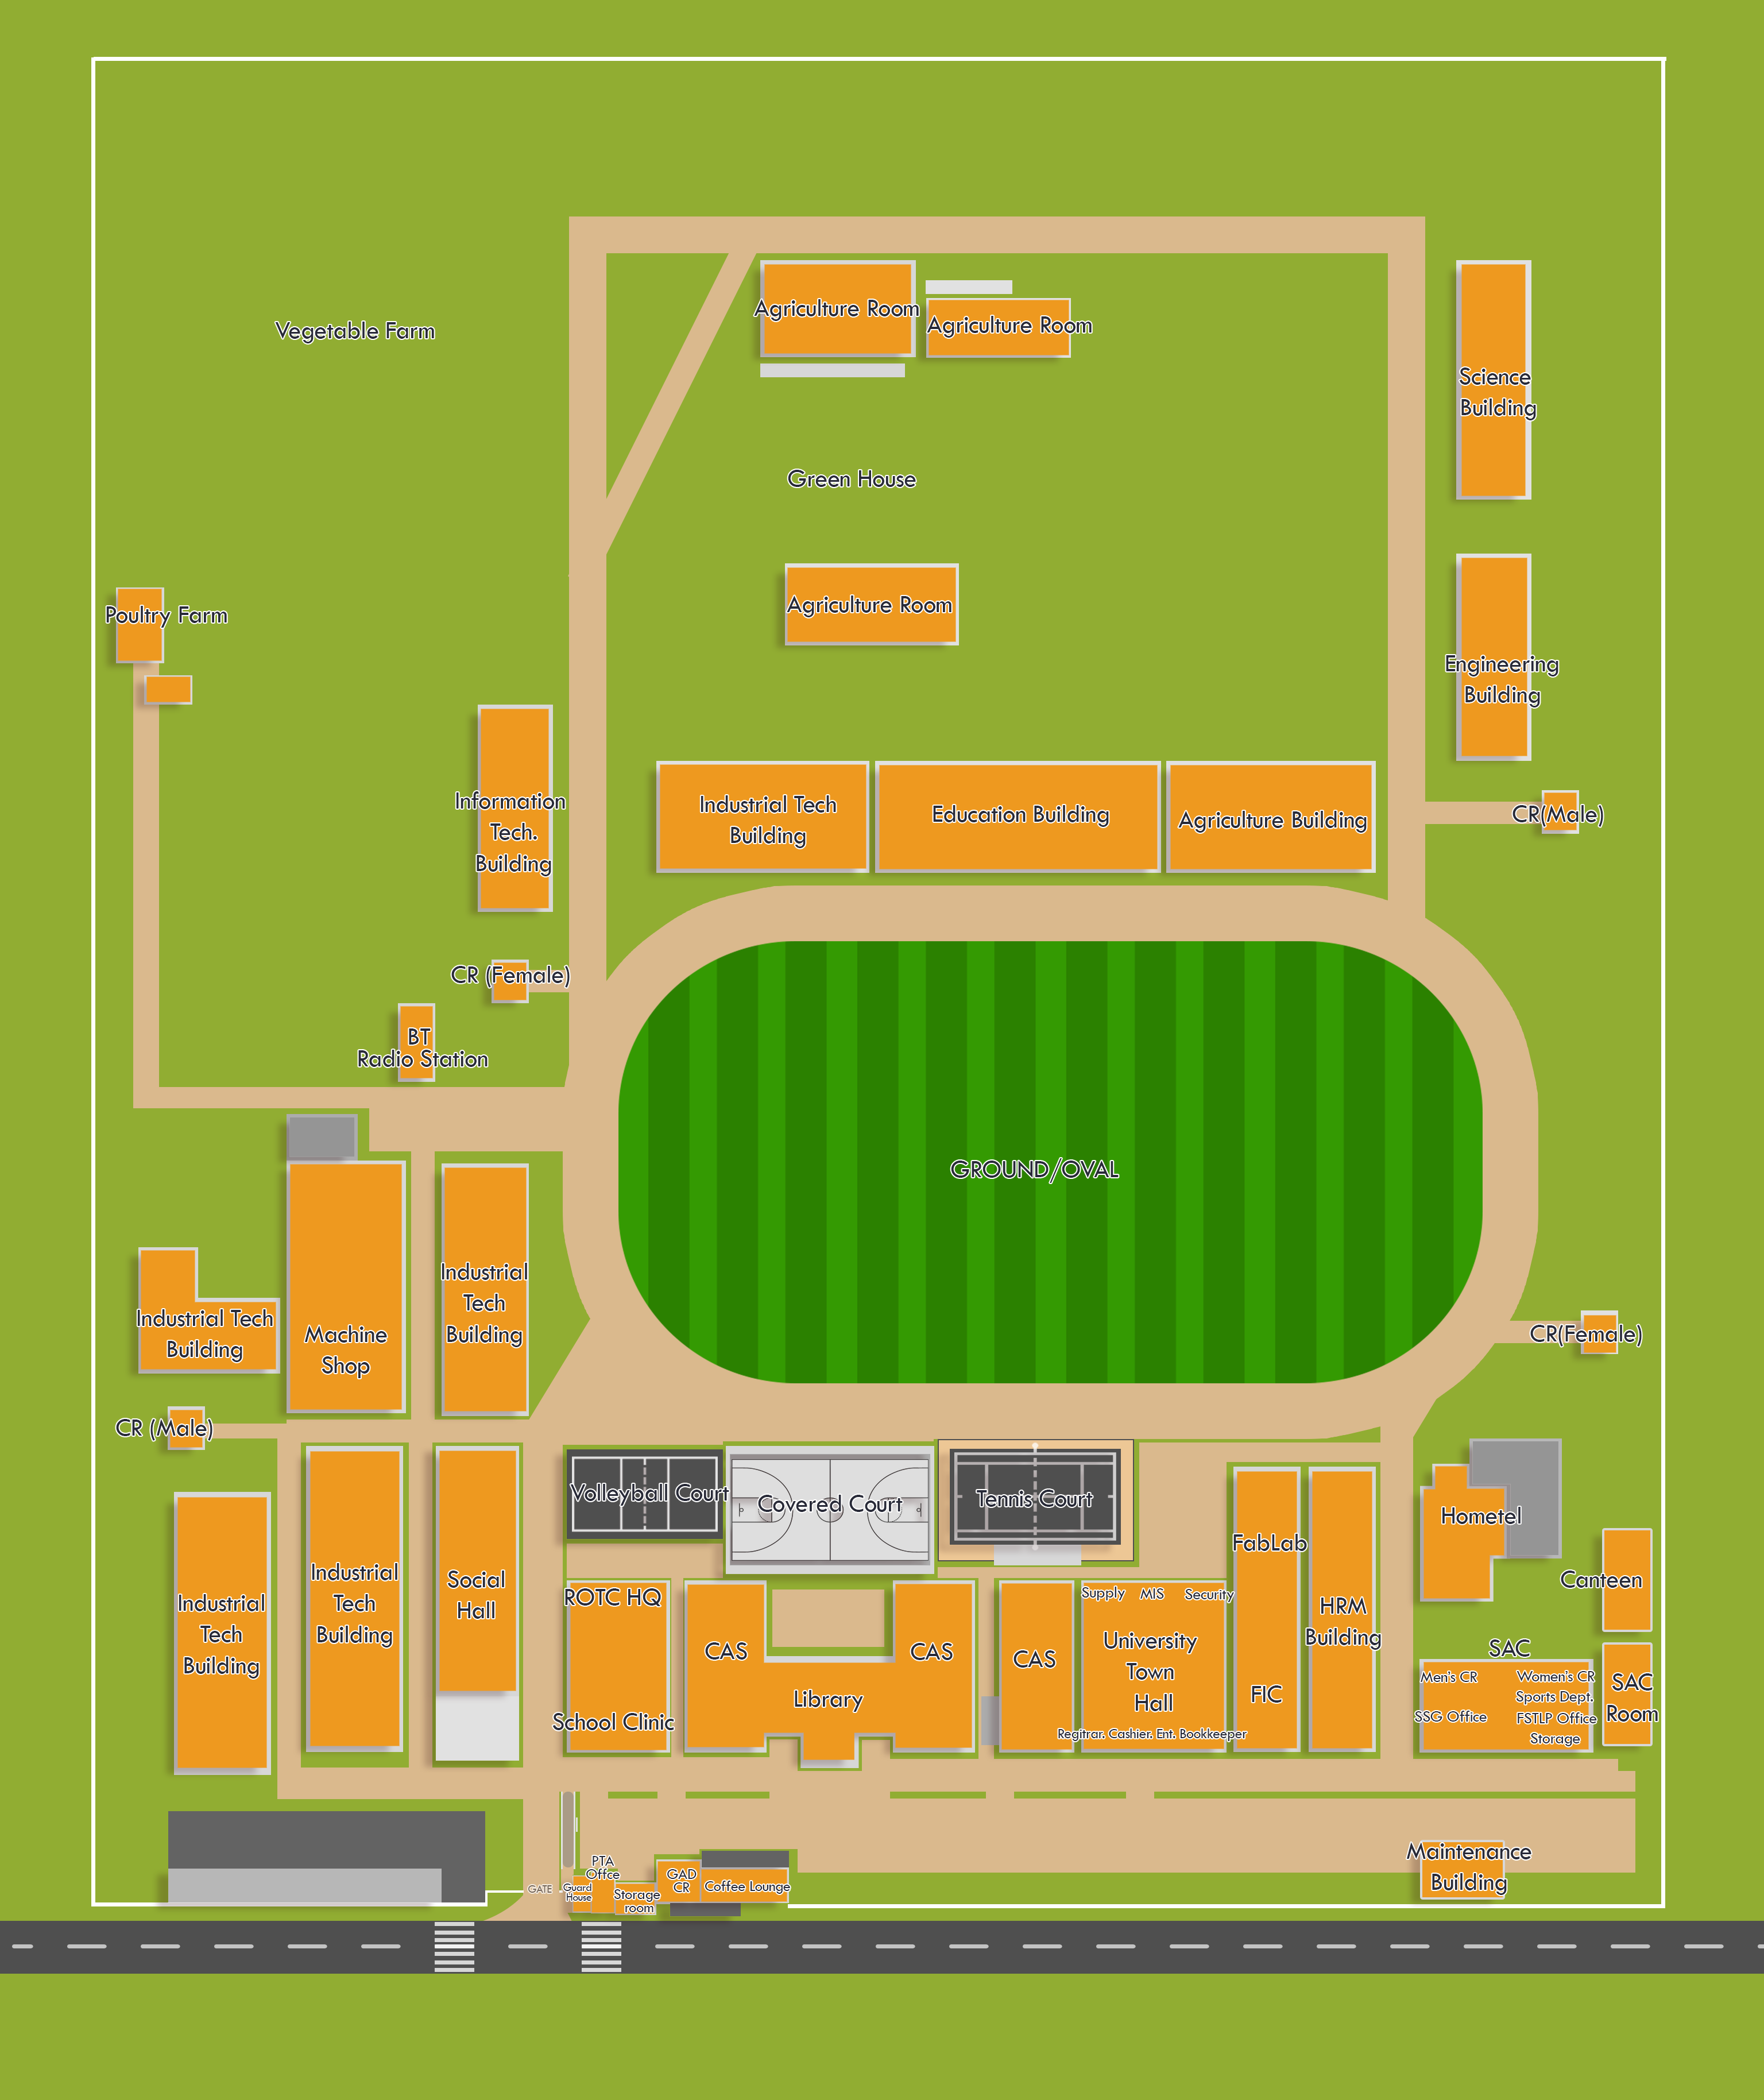 Agriculture Room
Agriculture Room
Vegetable Farm
Science
Building
Green House
Agriculture Room
Poultry Farm
Engineering
Building
Information
Tech.
Building
Industrial Tech
Building
Education Building
Agriculture Building
CR(Male)
CR (Female)
BT
Radio Station
GROUND/OVAL
Industrial Tech
Building
Machine
Shop
Industrial
Tech
Building
CR(Female)
CR (Male)
Volleyball Court
Covered Court
Tennis Court
Industrial
Tech
Building
Industrial
Tech
Building
Social
Hall
ROTC HQ
School Clinic
CAS
Library
CAS
CAS
Supply
MIS
Security
University
Town
Hall
Regitrar. Cashier. Ent. Bookkeeper
FabLab
FIC
HRM
Building
Hometel
Canteen
SAC
Men's CR
Women's CR
Sports Dept.
SSG Office
FSTLP Office
Storage
SAC
Room
GATE
PTA
Offce
Guard
House
Storage
room
GAD
CR
Coffee Lounge
Maintenance
Building